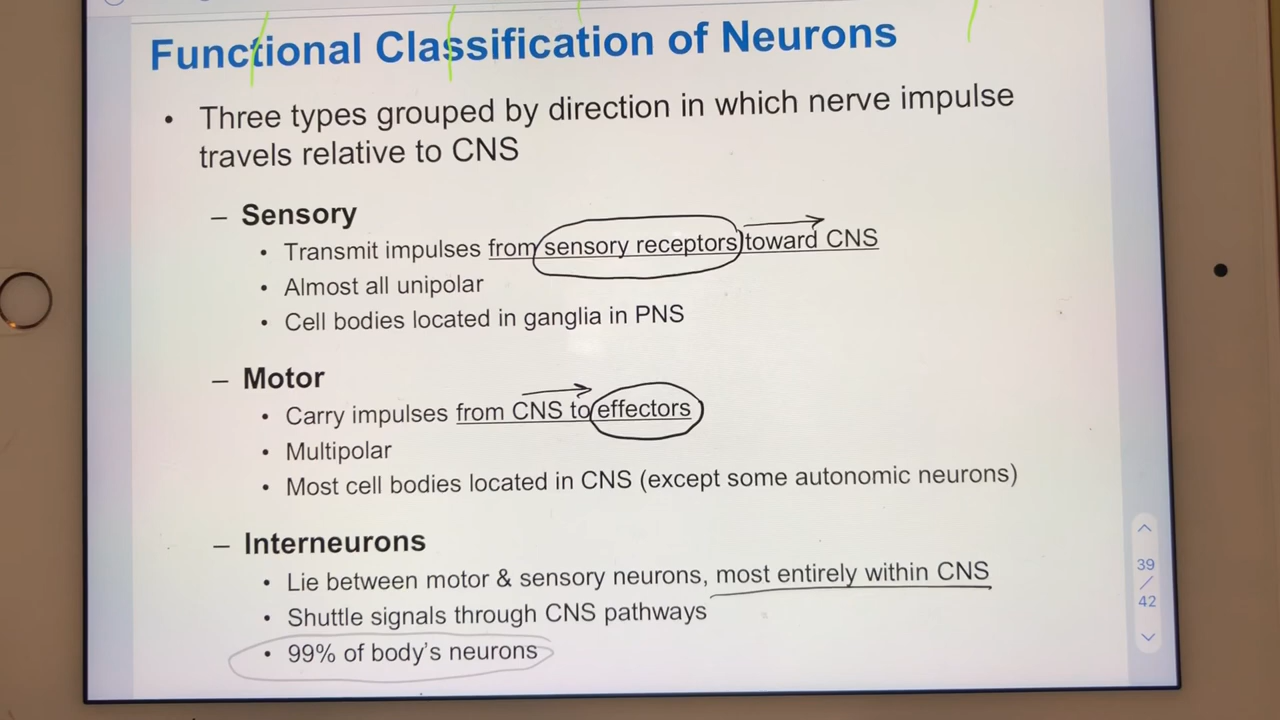 Functional Classification of Neurons
• Three types grouped by direction in which nerve impulse
travels relative to CNS
– Sensory
• Transmit impulses from sensory receptors toward CNS
• Almost all unipolar
• Cell bodies located in ganglia in PNS
– Motor
• Carry impulses from CNS to effectors
• Multipolar
• Most cell bodies located in CNS (except some autonomic neurons)
– Interneurons
• Lie between motor & sensory neurons, most entirely within CNS
• Shuttle signals through CNS pathways
• 99% of body's neurons
39
/
42